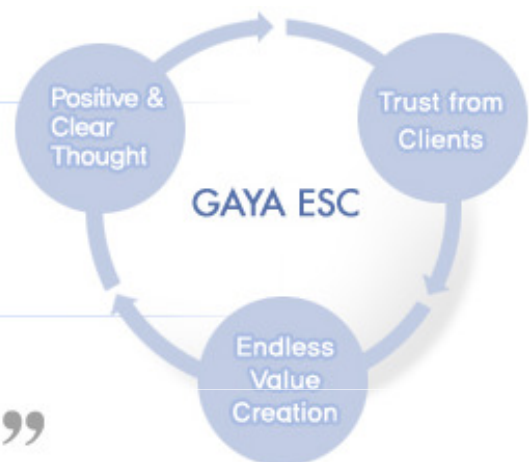 Positive &
Clear
Thought
Trust from
Clients
GAYA ESC
Endless
Value
Creation
”